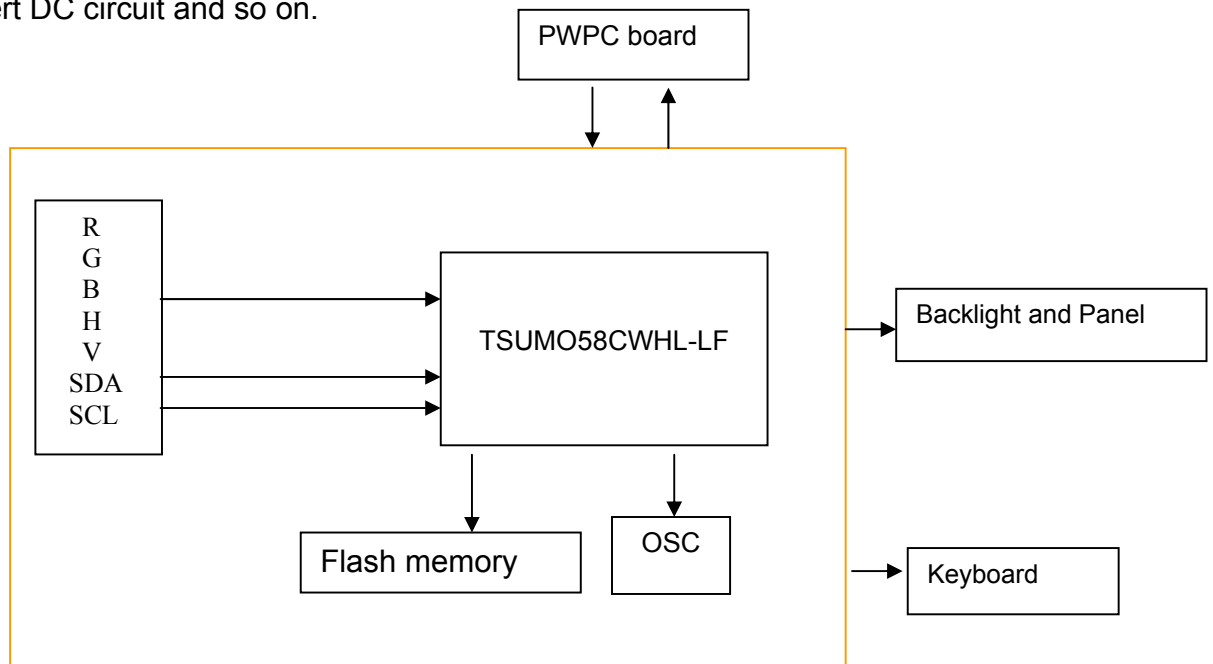 ert DC circuit and so on.
PWPC board
R
G
B
H
V
SDA
SCL
TSUMO58CWHL-LF
Backlight and Panel
Flash memory
OSC
Keyboard